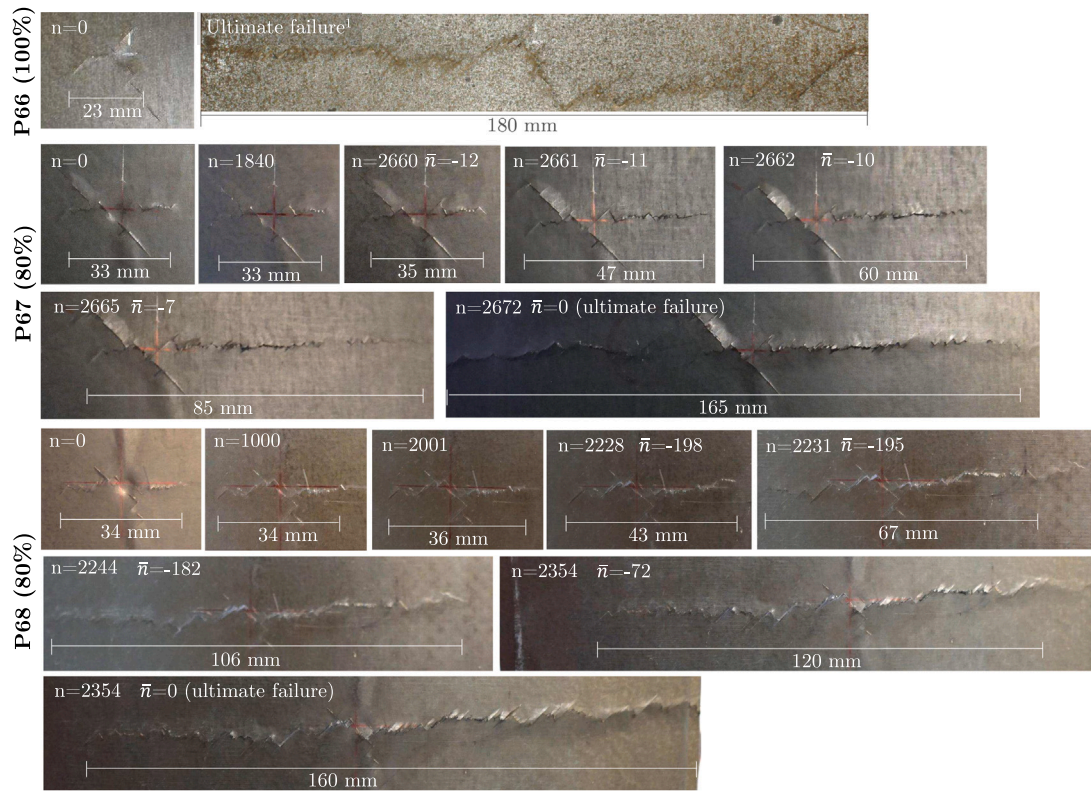 P66 (100%)
n=0
23 mm
Ultimate failure¹
180 mm
P67 (80%)
n=0
33 mm
n=1840
33 mm
n=2660 n̅=-12
35 mm
n=2661 n̅=-11
47 mm
n=2662 n̅=-10
60 mm
n=2665 n̅=-7
85 mm
n=2672 n̅=0 (ultimate failure)
165 mm
P68 (80%)
n=0
34 mm
n=1000
34 mm
n=2001
36 mm
n=2228 n̅=-198
43 mm
n=2231 n̅=-195
67 mm
n=2244 n̅=-182
106 mm
n=2354 n̅=-72
120 mm
n=2354 n̅=0 (ultimate failure)
160 mm